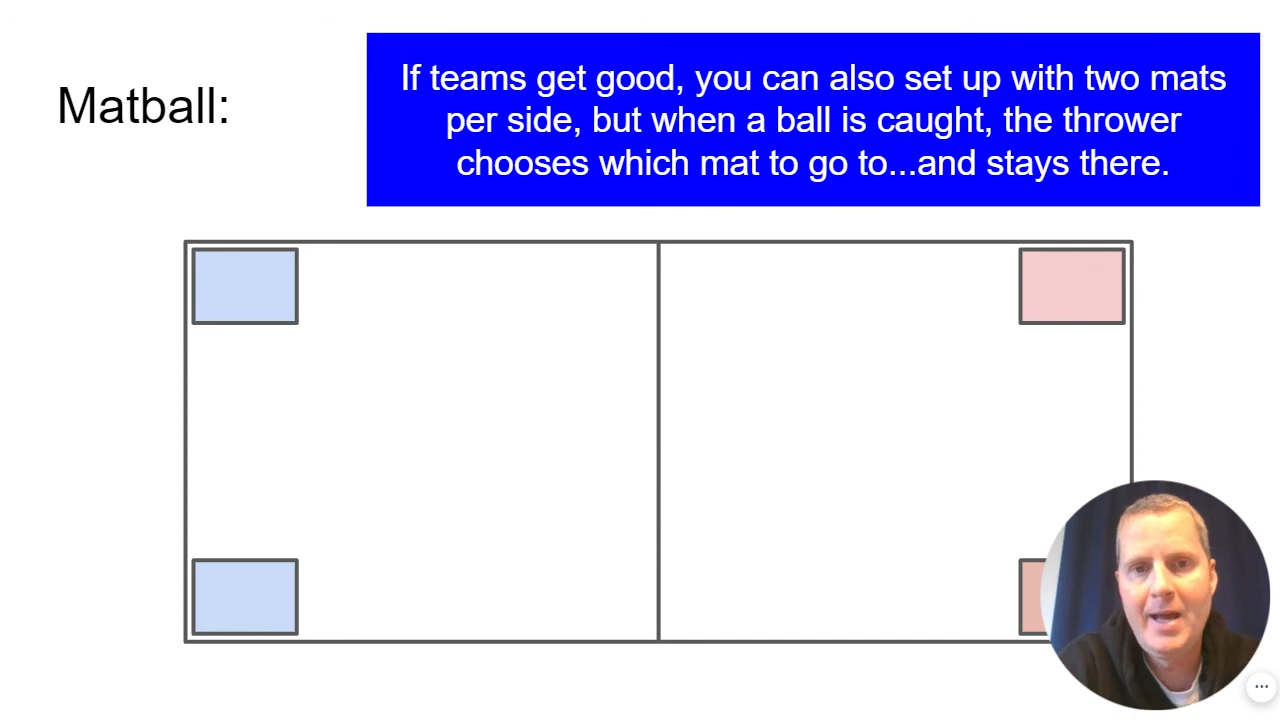 Matball:
If teams get good, you can also set up with two mats
per side, but when a ball is caught, the thrower
chooses which mat to go to...and stays there.